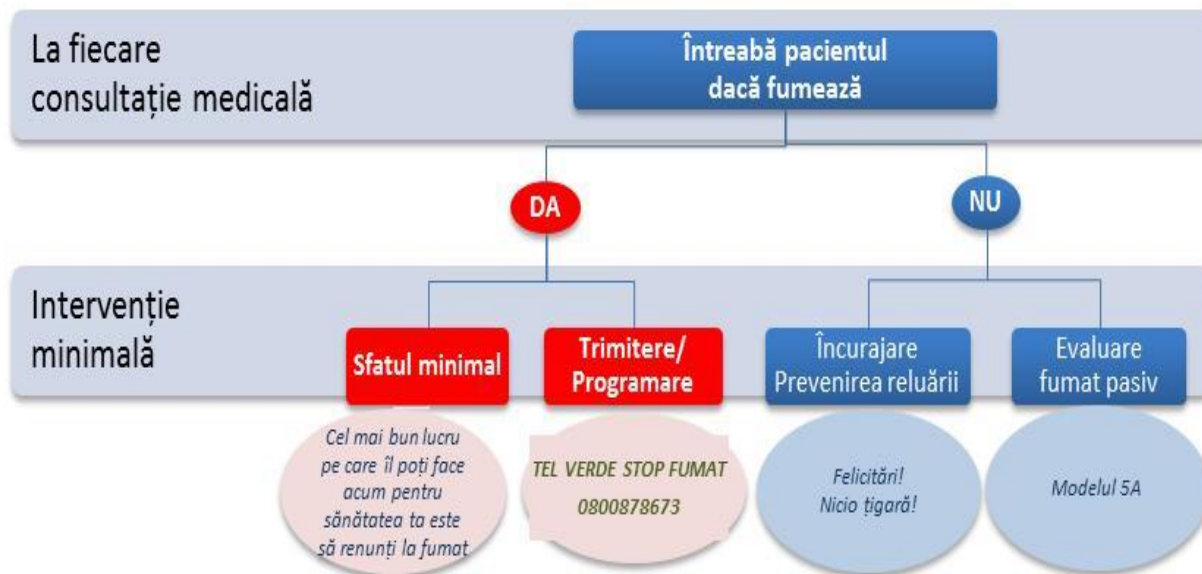 La fiecare
consultație medicală
Întreabă pacientul
dacă fumează
DA
NU
Intervenție
minimală
Sfatul minimal
Trimitere/
Programare
Încurajare
Prevenirea reluării
Evaluare
fumat pasiv
Cel mai bun lucru
pe care îl poți face
acum pentru
sănătatea ta este
să renunți la fumat
TEL VERDE STOP FUMAT
0800878673
Felicitări!
Nicio țigară!
Modelul 5A